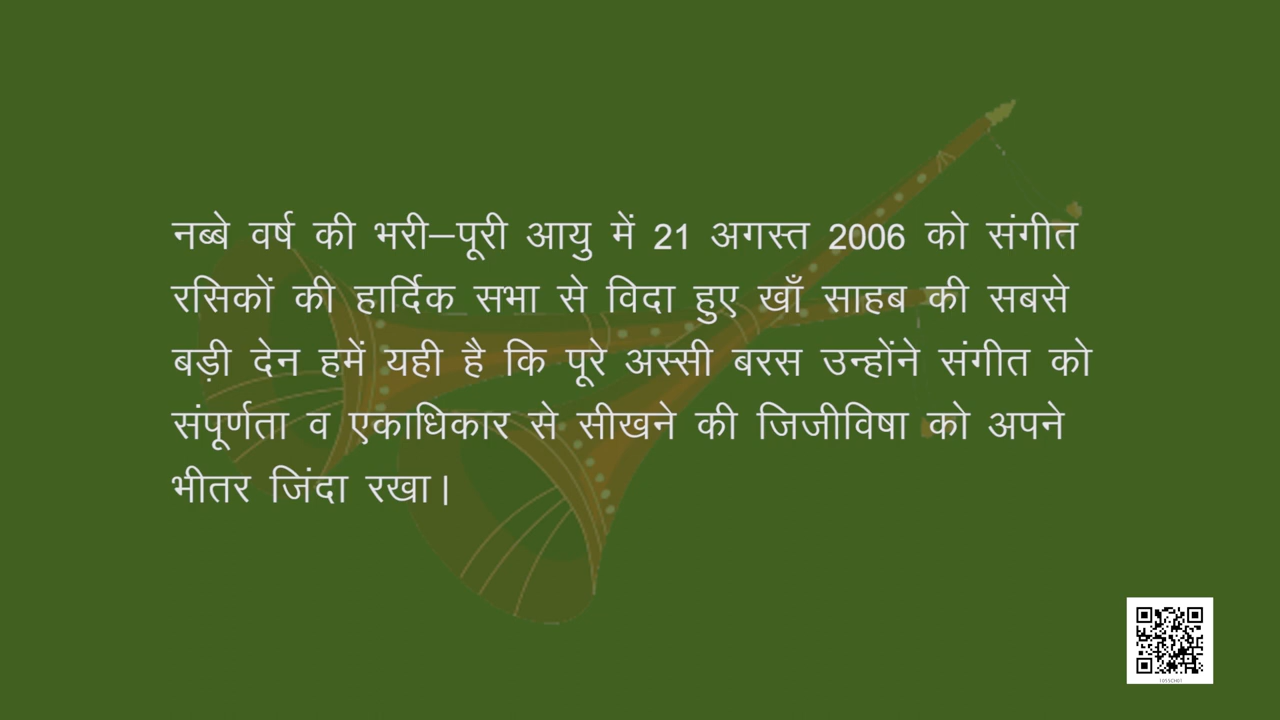 नब्बे वर्ष की भरी–पूरी आयु में 21 अगस्त 2006 को संगीत
रसिकों की हार्दिक सभा से विदा हुए खाँ साहब की सबसे
बड़ी देन हमें यही है कि पूरे अस्सी बरस उन्होंने संगीत को
संपूर्णता व एकाधिकार से सीखने की जिजीविषा को अपने
भीतर जिंदा रखा।